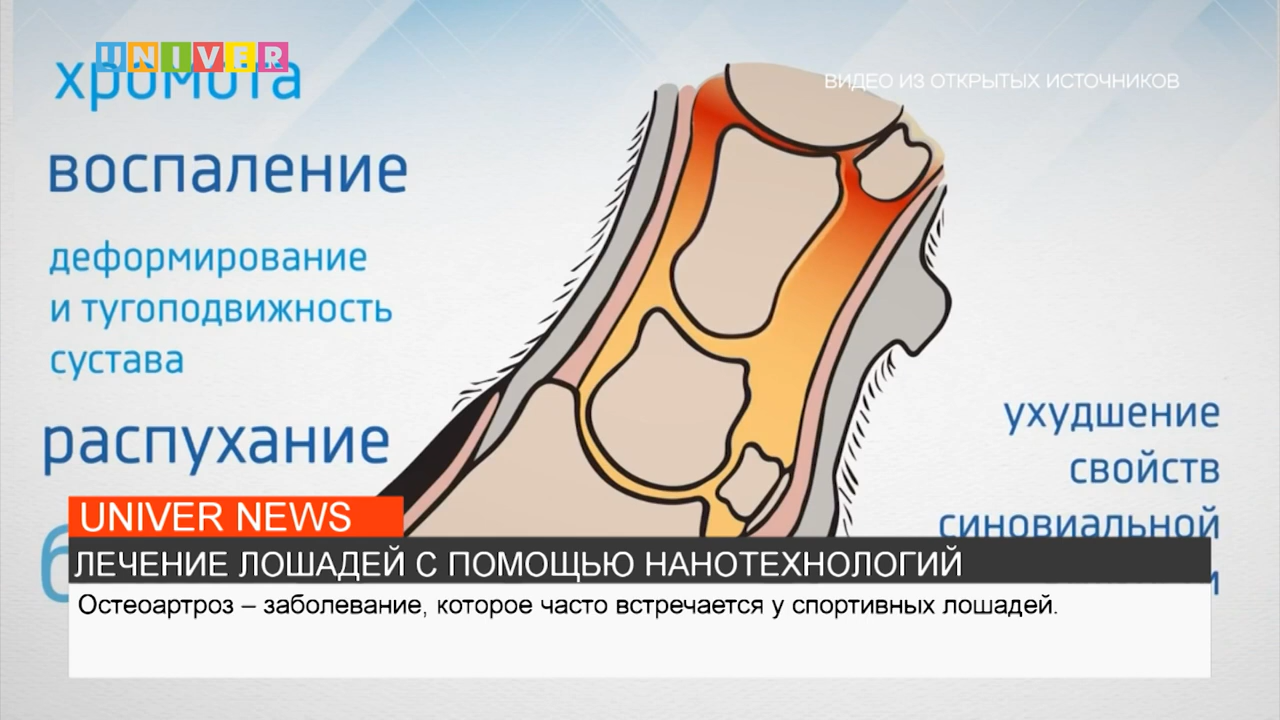 UNIVER
хромота
ВИДЕО ИЗ ОТКРЫТЫХ ИСТОЧНИКОВ
воспаление
деформирование
и тугоподвижность
сустава
распухание
ухудшение
свойств
синовиальной
UNIVER NEWS
ЛЕЧЕНИЕ ЛОШАДЕЙ С ПОМОЩЬЮ НАНОТЕХНОЛОГИЙ
Остеоартроз – заболевание, которое часто встречается у спортивных лошадей.